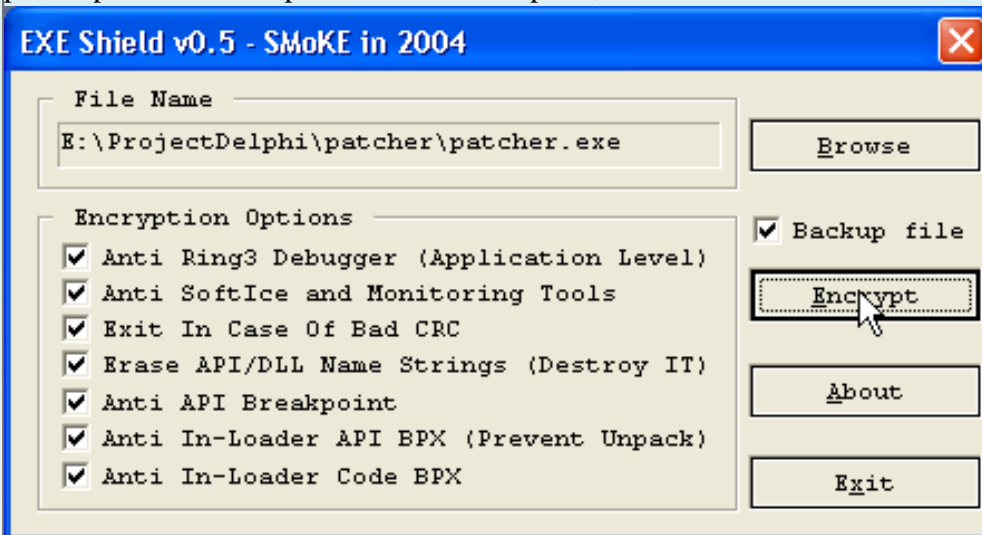 EXE Shield v0.5 - SMoKE in 2004
File Name
E:\ProjectDelphi\patcher\patcher.exe
Browse
Encryption Options
Backup file
Anti Ring3 Debugger (Application Level)
Anti SoftIce and Monitoring Tools
Encrypt
Exit In Case Of Bad CRC
Erase API/DLL Name Strings (Destroy IT)
About
Anti API Breakpoint
Anti In-Loader API BPX (Prevent Unpack)
Anti In-Loader Code BPX
Exit